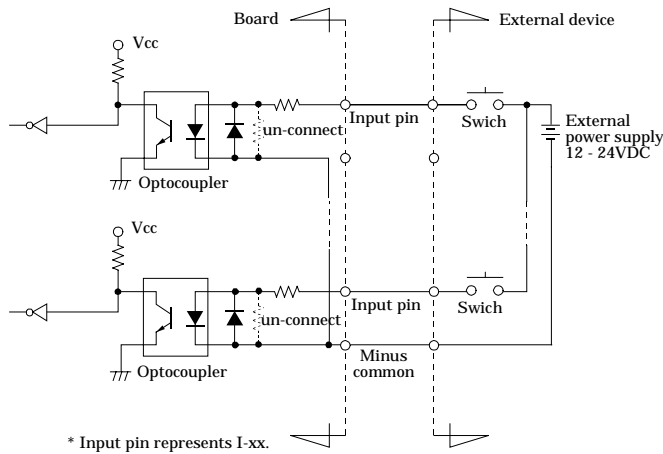 Board
External device
Vcc
un-connect
Input pin
Swich
External
power supply
12 - 24VDC
Optocoupler
Vcc
un-connect
Input pin
Swich
Optocoupler
Minus
common
* Input pin represents I-xx.